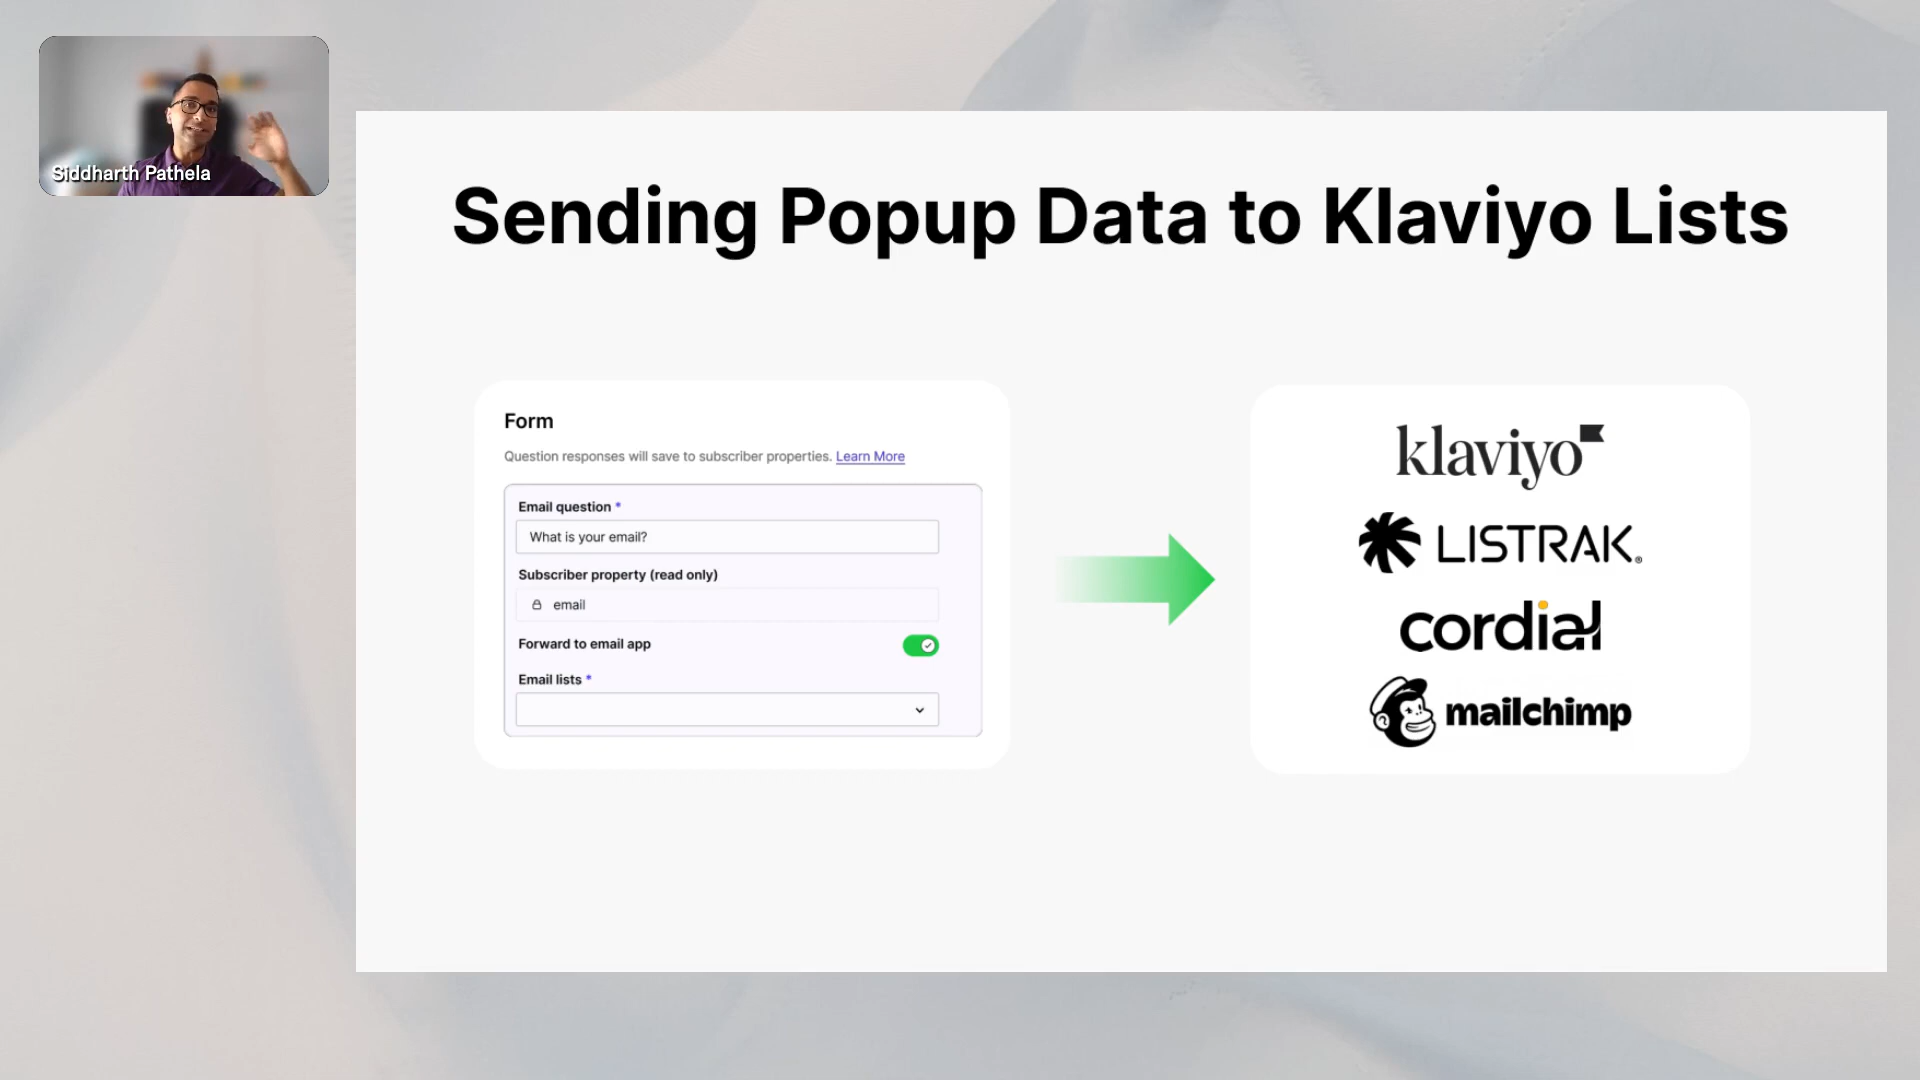 Siddharth Pathela
Sending Popup Data to Klaviyo Lists
Form
Question responses will save to subscriber properties. Learn More
Email question *
What is your email?
Subscriber property (read only)
email
Forward to email app
Email lists *
klaviyo
LISTRAK®
cordial
mailchimp